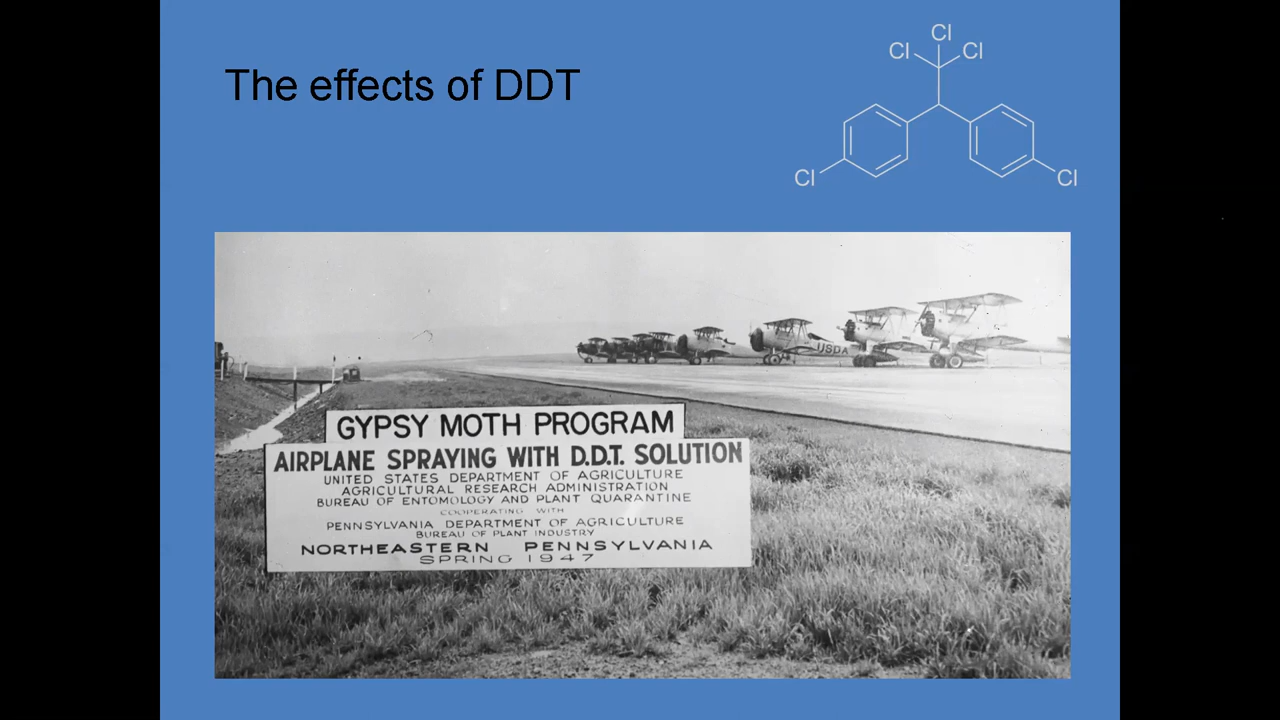 The effects of DDT
Cl
Cl Cl
Cl Cl
USDA
GYPSY MOTH PROGRAM
AIRPLANE SPRAYING WITH D.D.T. SOLUTION
UNITED STATES DEPARTMENT OF AGRICULTURE
AGRICULTURAL RESEARCH ADMINISTRATION
BUREAU OF ENTOMOLOGY AND PLANT QUARANTINE
COOPERATING WITH
PENNSYLVANIA DEPARTMENT OF AGRICULTURE
BUREAU OF PLANT INDUSTRY
NORTHEASTERN PENNSYLVANIA
SPRING 1947